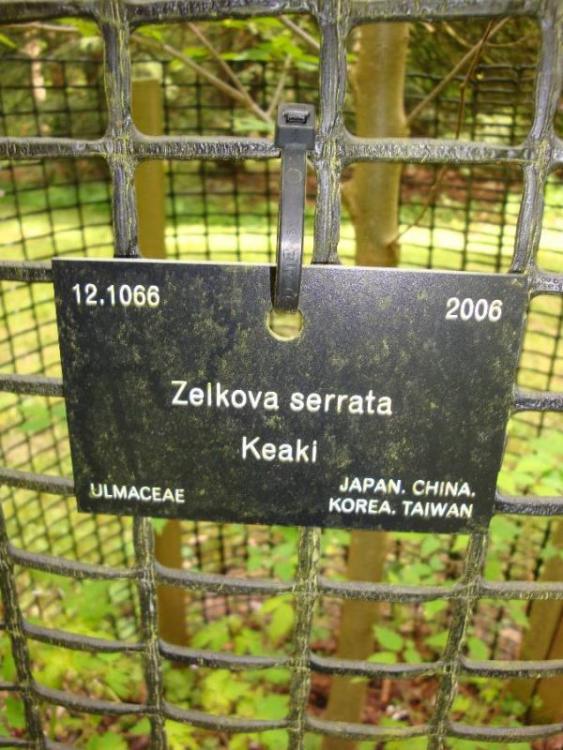 12.1066 2006
Zelkova serrata
Keaki
ULMACEAE
JAPAN. CHINA.
KOREA. TAIWAN